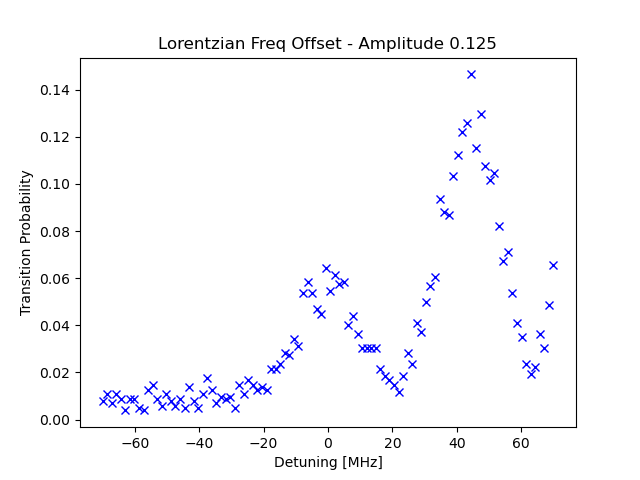 Lorentzian Freq Offset - Amplitude 0.125
Transition Probability
0.14
0.12
0.10
0.08
0.06
0.04
0.02
0.00
−60 −40 −20 0 20 40 60
Detuning [MHz]